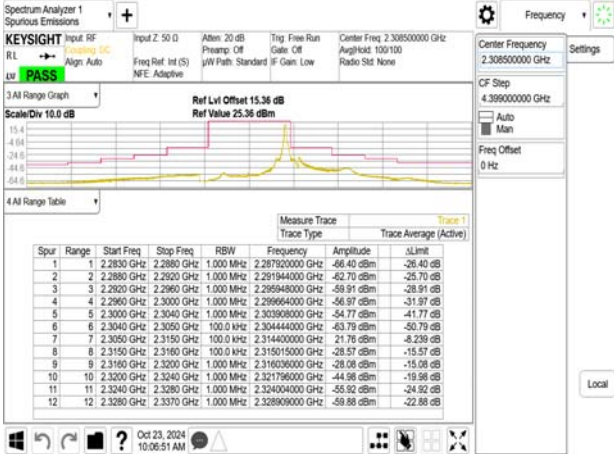 Spectrum Analyzer 1
Spurious Emissions
+
Frequency
KEYSIGHT Input: RF Input Z: 50 Ω Atten: 20 dB Trig: Free Run Center Freq: 2.308500000 GHz
RL Coupling: DC Preamp: Off Gate: Off Avg|Hold: 100/100
Align: Auto Freq Ref: Int (S) µW Path: Standard IF Gain: Low Radio Std: None
LW PASS NFE: Adaptive
Center Frequency
2.308500000 GHz
Settings
CF Step
4.399000000 GHz
Auto
Man
Freq Offset
0 Hz
Local
3 All Range Graph
Scale/Div 10.0 dB
Ref Lvl Offset 15.36 dB
Ref Value 25.36 dBm
15.4
-4.64
-24.6
-44.6
-64.6
4 All Range Table
Measure Trace Trace 1
Trace Type Trace Average (Active)
Spur Range Start Freq Stop Freq RBW Frequency Amplitude ΔLimit
1 1 2.2830 GHz 2.2880 GHz 1.000 MHz 2.287920000 GHz -66.40 dBm -26.40 dB
2 2 2.2880 GHz 2.2920 GHz 1.000 MHz 2.291944000 GHz -62.70 dBm -25.70 dB
3 3 2.2920 GHz 2.2960 GHz 1.000 MHz 2.295948000 GHz -59.91 dBm -28.91 dB
4 4 2.2960 GHz 2.3000 GHz 1.000 MHz 2.299664000 GHz -56.97 dBm -31.97 dB
5 5 2.3000 GHz 2.3040 GHz 1.000 MHz 2.303908000 GHz -54.77 dBm -41.77 dB
6 6 2.3040 GHz 2.3050 GHz 100.0 kHz 2.304444000 GHz -63.79 dBm -50.79 dB
7 7 2.3050 GHz 2.3150 GHz 100.0 kHz 2.314400000 GHz 21.76 dBm -8.239 dB
8 8 2.3150 GHz 2.3160 GHz 100.0 kHz 2.315015000 GHz -28.57 dBm -15.57 dB
9 9 2.3160 GHz 2.3200 GHz 1.000 MHz 2.316036000 GHz -28.08 dBm -15.08 dB
10 10 2.3200 GHz 2.3240 GHz 1.000 MHz 2.321796000 GHz -44.98 dBm -19.98 dB
11 11 2.3240 GHz 2.3280 GHz 1.000 MHz 2.324004000 GHz -55.92 dBm -24.92 dB
12 12 2.3280 GHz 2.3370 GHz 1.000 MHz 2.328909000 GHz -59.88 dBm -22.88 dB
?
Oct 23, 2024
10:06:51 AM